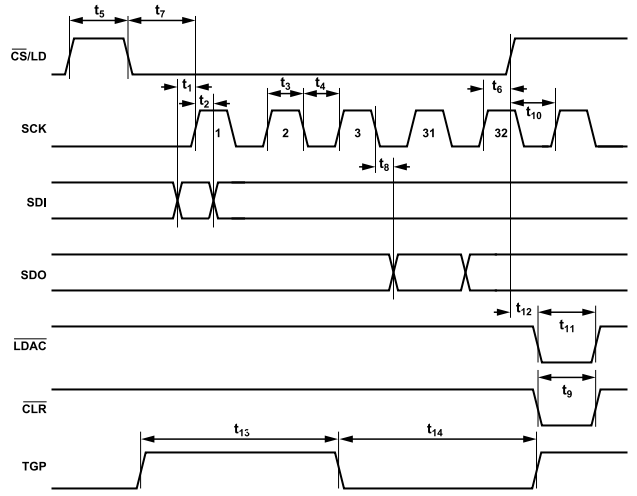 t5 t7
CS/LD
t1 t3 t4 t6
t2 t10
SCK 1 2 3 31 32
t8
SDI
SDO
t12 t11
LDAC
t9
CLR
t13 t14
TGP